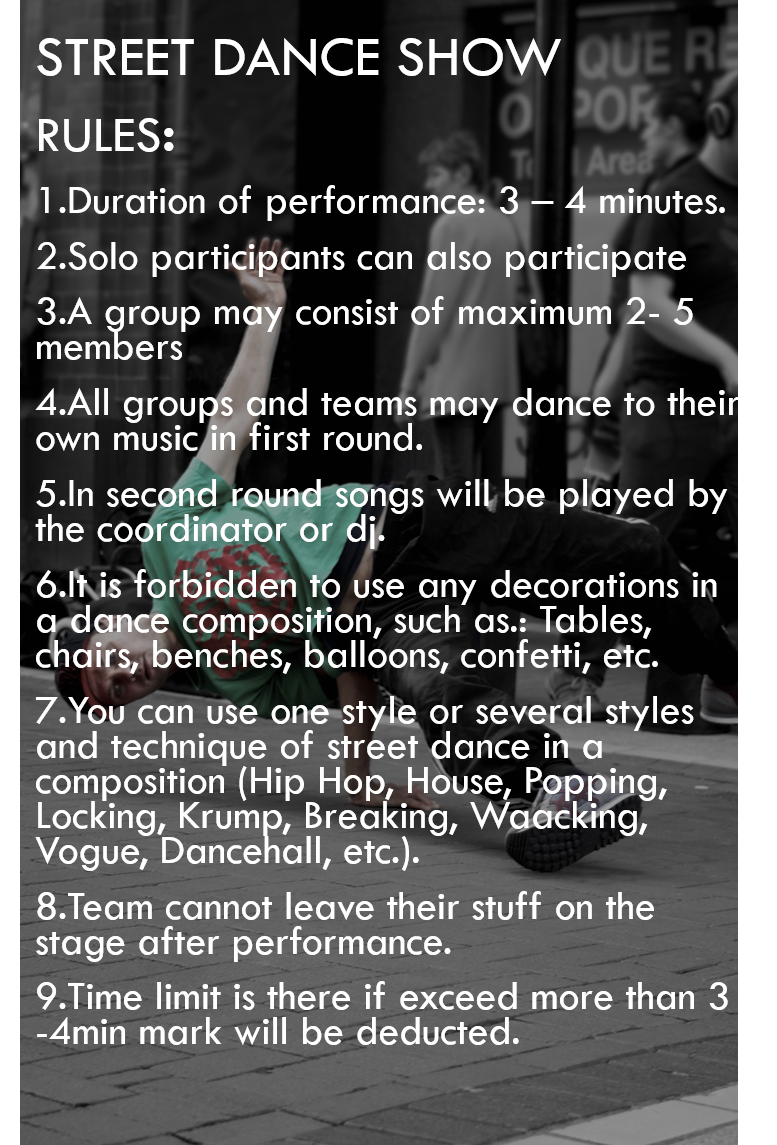 STREET DANCE SHOW
RULES:
1.Duration of performance: 3 – 4 minutes.
2.Solo participants can also participate
3.A group may consist of maximum 2- 5
members
4.All groups and teams may dance to their
own music in first round.
5.In second round songs will be played by
the coordinator or dj.
6.It is forbidden to use any decorations in
a dance composition, such as.: Tables,
chairs, benches, balloons, confetti, etc.
7.You can use one style or several styles
and technique of street dance in a
composition (Hip Hop, House, Popping,
Locking, Krump, Breaking, Waacking,
Vogue, Dancehall, etc.).
8.Team cannot leave their stuff on the
stage after performance.
9.Time limit is there if exceed more than 3
-4min mark will be deducted.